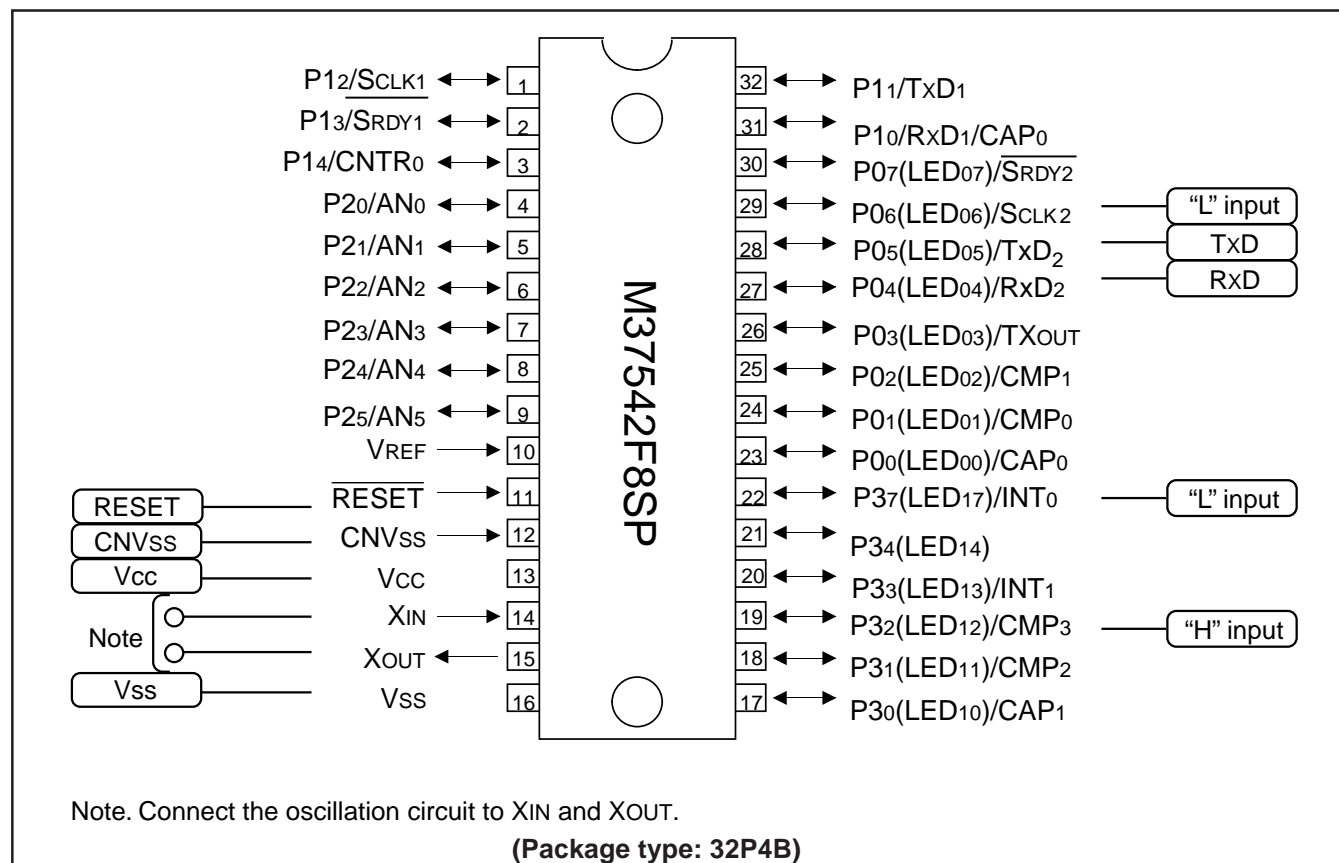 P12/SCLK1
P13/SRDY1
P14/CNTR0
P20/AN0
P21/AN1
P22/AN2
P23/AN3
P24/AN4
P25/AN5
VREF
RESET
RESET
CNVSS
CNVSS
Vcc
VCC
Note
XIN
XOUT
Vss
VSS
1
2
3
4
5
6
7
8
9
10
11
12
13
14
15
16
M37542F8SP
32
31
30
29
28
27
26
25
24
23
22
21
20
19
18
17
P11/TXD1
P10/RXD1/CAP0
P07(LED07)/SRDY2
P06(LED06)/SCLK2
“L” input
P05(LED05)/TxD2
TXD
P04(LED04)/RxD2
RXD
P03(LED03)/TXOUT
P02(LED02)/CMP1
P01(LED01)/CMP0
P00(LED00)/CAP0
P37(LED17)/INT0
“L” input
P34(LED14)
P33(LED13)/INT1
P32(LED12)/CMP3
“H” input
P31(LED11)/CMP2
P30(LED10)/CAP1
Note. Connect the oscillation circuit to XIN and XOUT.
(Package type: 32P4B)